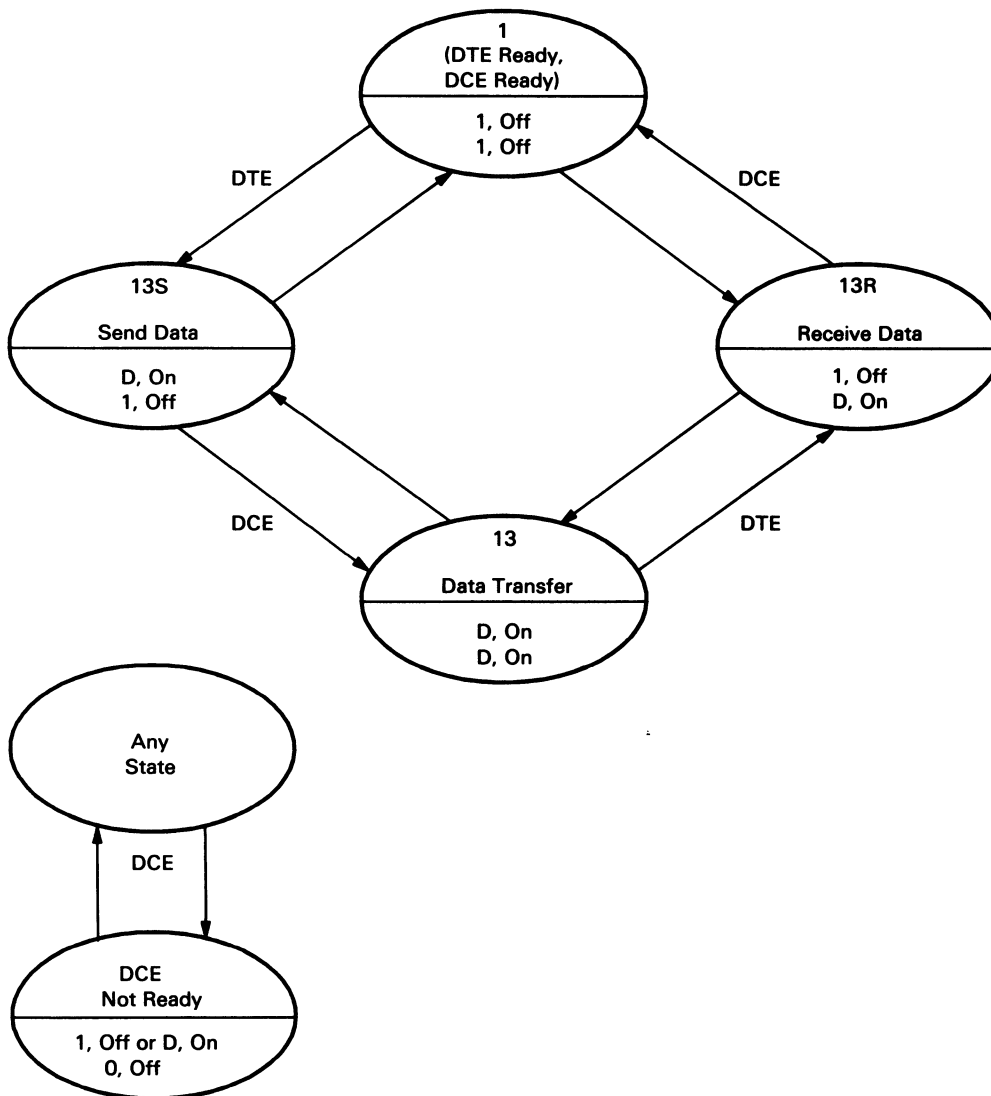 1
(DTE Ready,
DCE Ready)
1, Off
1, Off
DTE
DCE
13S
Send Data
D, On
1, Off
13R
Receive Data
1, Off
D, On
DCE
DTE
13
Data Transfer
D, On
D, On
Any
State
DCE
DCE
Not Ready
1, Off or D, On
0, Off